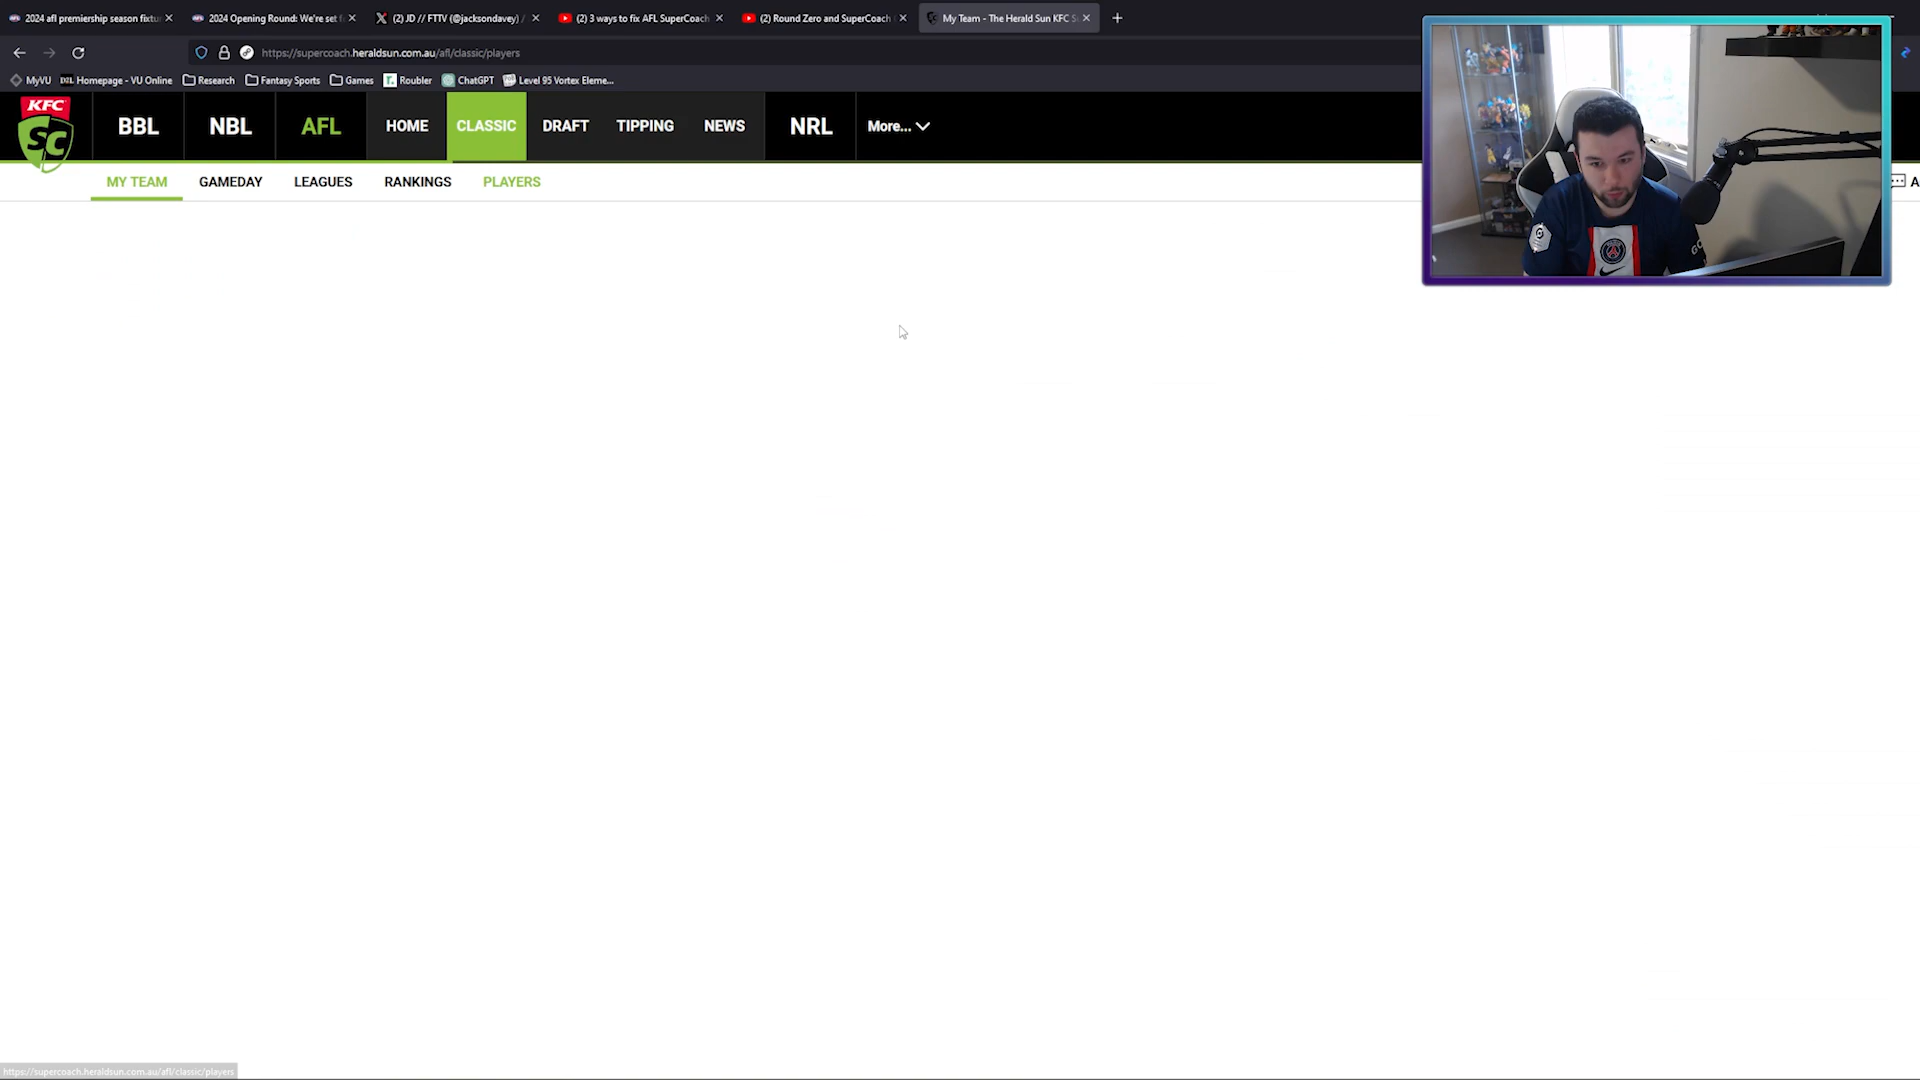 2024 afl premiership season fixtu
2024 Opening Round: We're set f
(2) JD // FTTV (@jacksondavey) /
(2) 3 ways to fix AFL SuperCoach
(2) Round Zero and SuperCoach
My Team - The Herald Sun KFC S
https://supercoach.heraldsun.com.au/afl/classic/players
MyVU
D2L Homepage - VU Online
Research
Fantasy Sports
Games
r. Roubler
ChatGPT
Level 95 Vortex Eleme...
KFC
SC
BBL
NBL
AFL
HOME
CLASSIC
DRAFT
TIPPING
NEWS
NRL
More...
MY TEAM
GAMEDAY
LEAGUES
RANKINGS
PLAYERS
A
https://supercoach.heraldsun.com.au/afl/classic/players